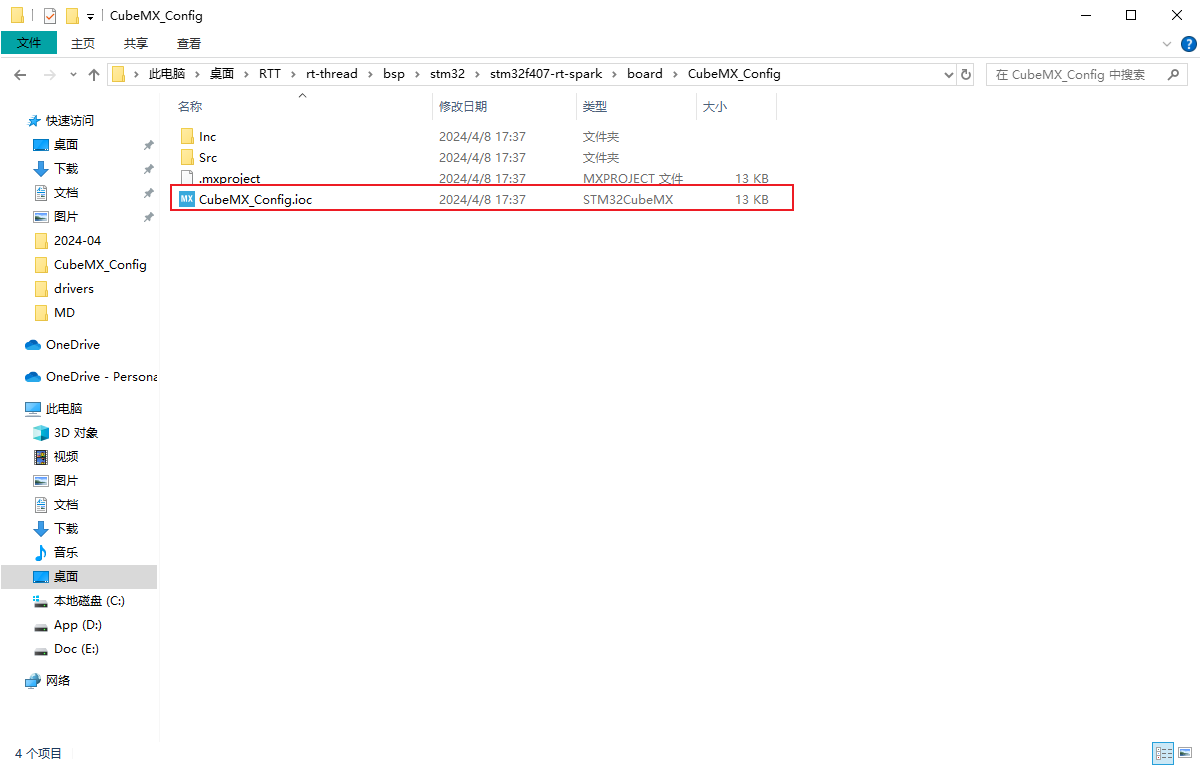 CubeMX_Config
文件 主页 共享 查看
此电脑 桌面 RTT rt-thread bsp stm32 stm32f407-rt-spark board CubeMX_Config
在 CubeMX_Config 中搜索
快速访问
桌面
下载
文档
图片
2024-04
CubeMX_Config
drivers
MD
OneDrive
OneDrive - Persona
此电脑
3D 对象
视频
图片
文档
下载
音乐
桌面
本地磁盘 (C:)
App (D:)
Doc (E:)
网络
名称 修改日期 类型 大小
Inc 2024/4/8 17:37 文件夹
Src 2024/4/8 17:37 文件夹
.mxproject 2024/4/8 17:37 MXPROJECT 文件 13 KB
MX CubeMX_Config.ioc 2024/4/8 17:37 STM32CubeMX 13 KB
4 个项目